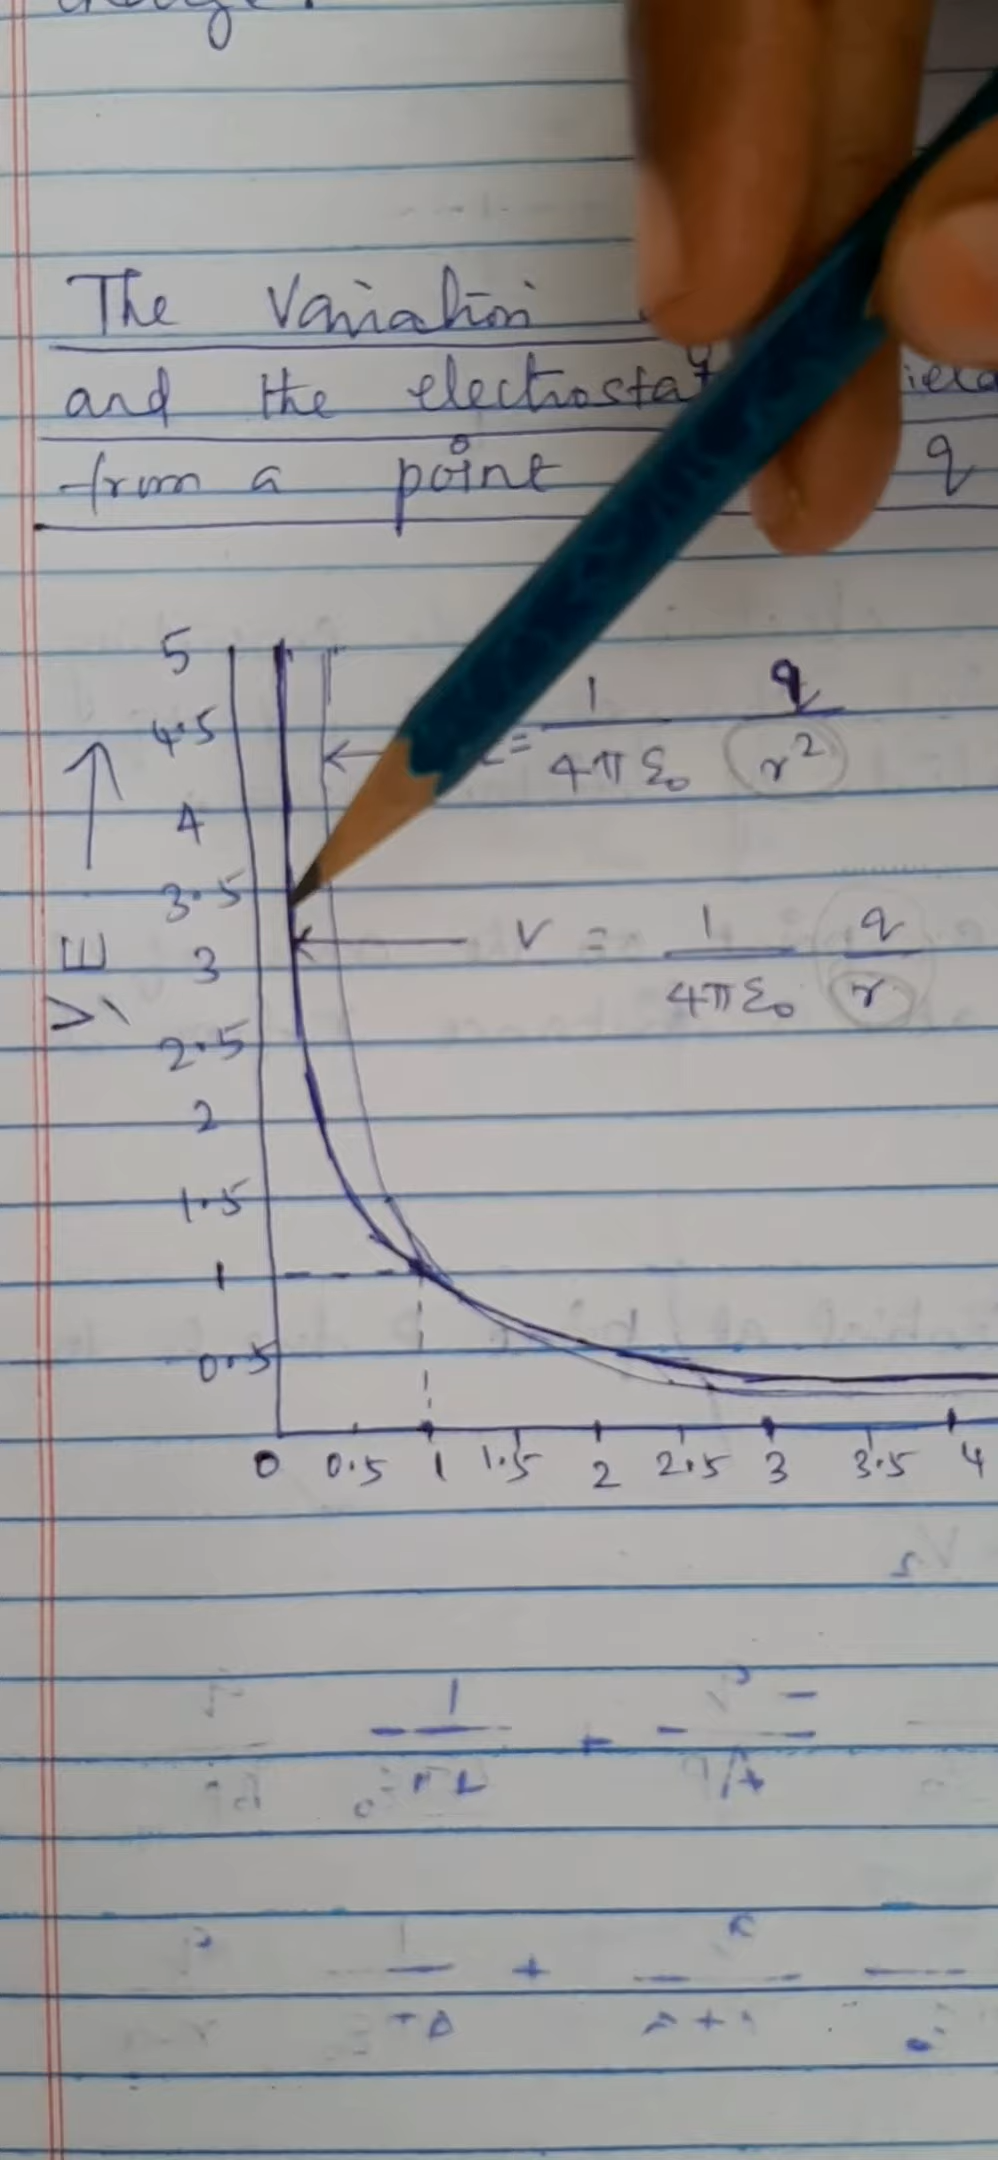 The Variation
and the electrosta
from a point q
5
4.5
4
3.5
3
2.5
2
1.5
1
0.5
V, E
= 1 / 4πε₀ q / r²
V = 1 / 4πε₀ q / r
0 0.5 1 1.5 2 2.5 3 3.5 4